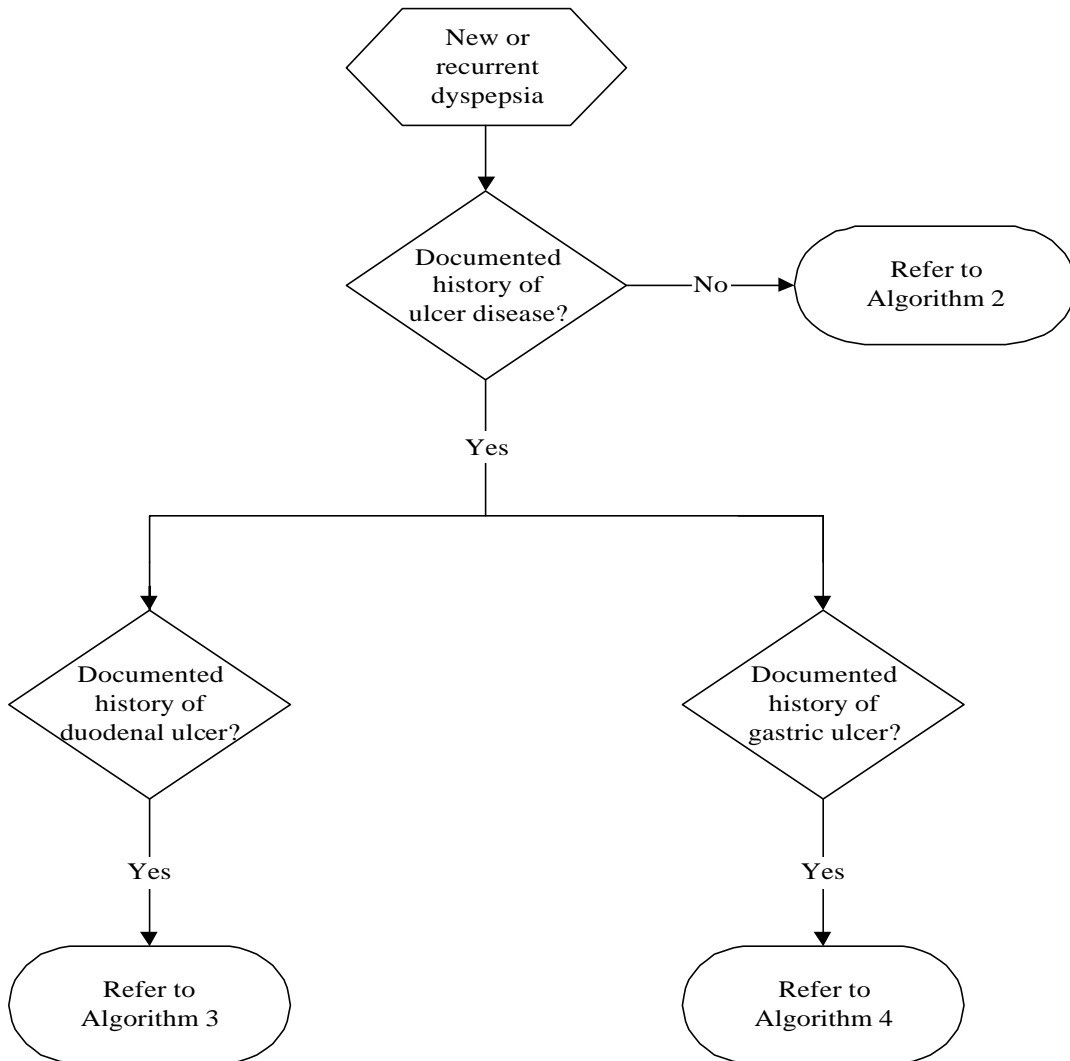 New or
recurrent
dyspepsia
Documented
history of
ulcer disease?
No
Refer to
Algorithm 2
Yes
Documented
history of
duodenal ulcer?
Documented
history of
gastric ulcer?
Yes
Yes
Refer to
Algorithm 3
Refer to
Algorithm 4